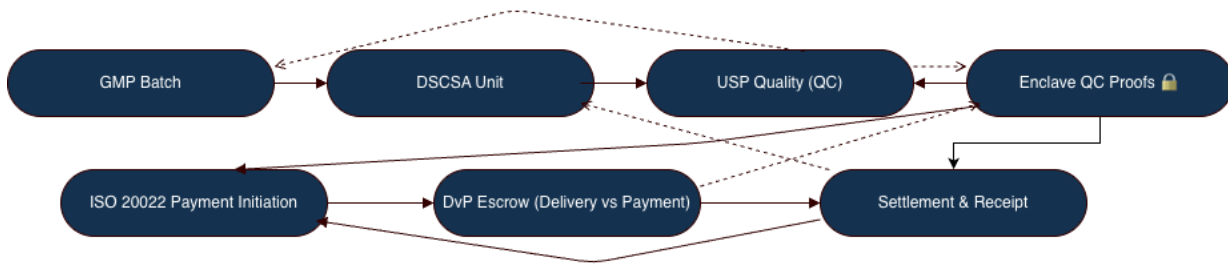 GMP Batch
DSCSA Unit
USP Quality (QC)
Enclave QC Proofs 🔒
ISO 20022 Payment Initiation
DvP Escrow (Delivery vs Payment)
Settlement & Receipt